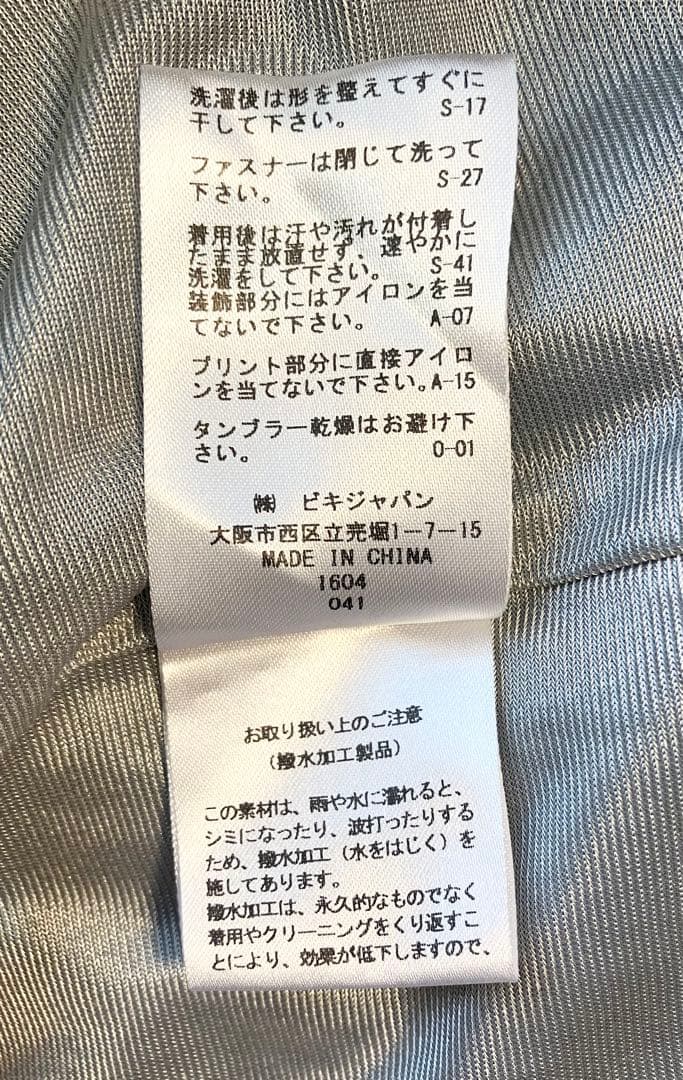 洗濯後は形を整えてすぐに
干して下さい。 S-17
ファスナーは閉じて洗って
下さい。 S-27
着用後は汗や汚れが付着し
たまま放置せず、速やかに
洗濯をして下さい。 S-41
装飾部分にはアイロンを当
てないで下さい。 A-07
プリント部分に直接アイロ
ンを当てないで下さい。A-15
タンブラー乾燥はお避け下
さい。 O-01
㈱ ビキジャパン
大阪市西区立売堀1-7-15
MADE IN CHINA
1604
041
お取り扱い上のご注意
(撥水加工製品)
この素材は、雨や水に濡れると、
シミになったり、波打ったりする
ため、撥水加工(水をはじく)を
施してあります。
撥水加工は、永久的なものでなく
着用やクリーニングをくり返すこ
とにより、効果が低下しますので、